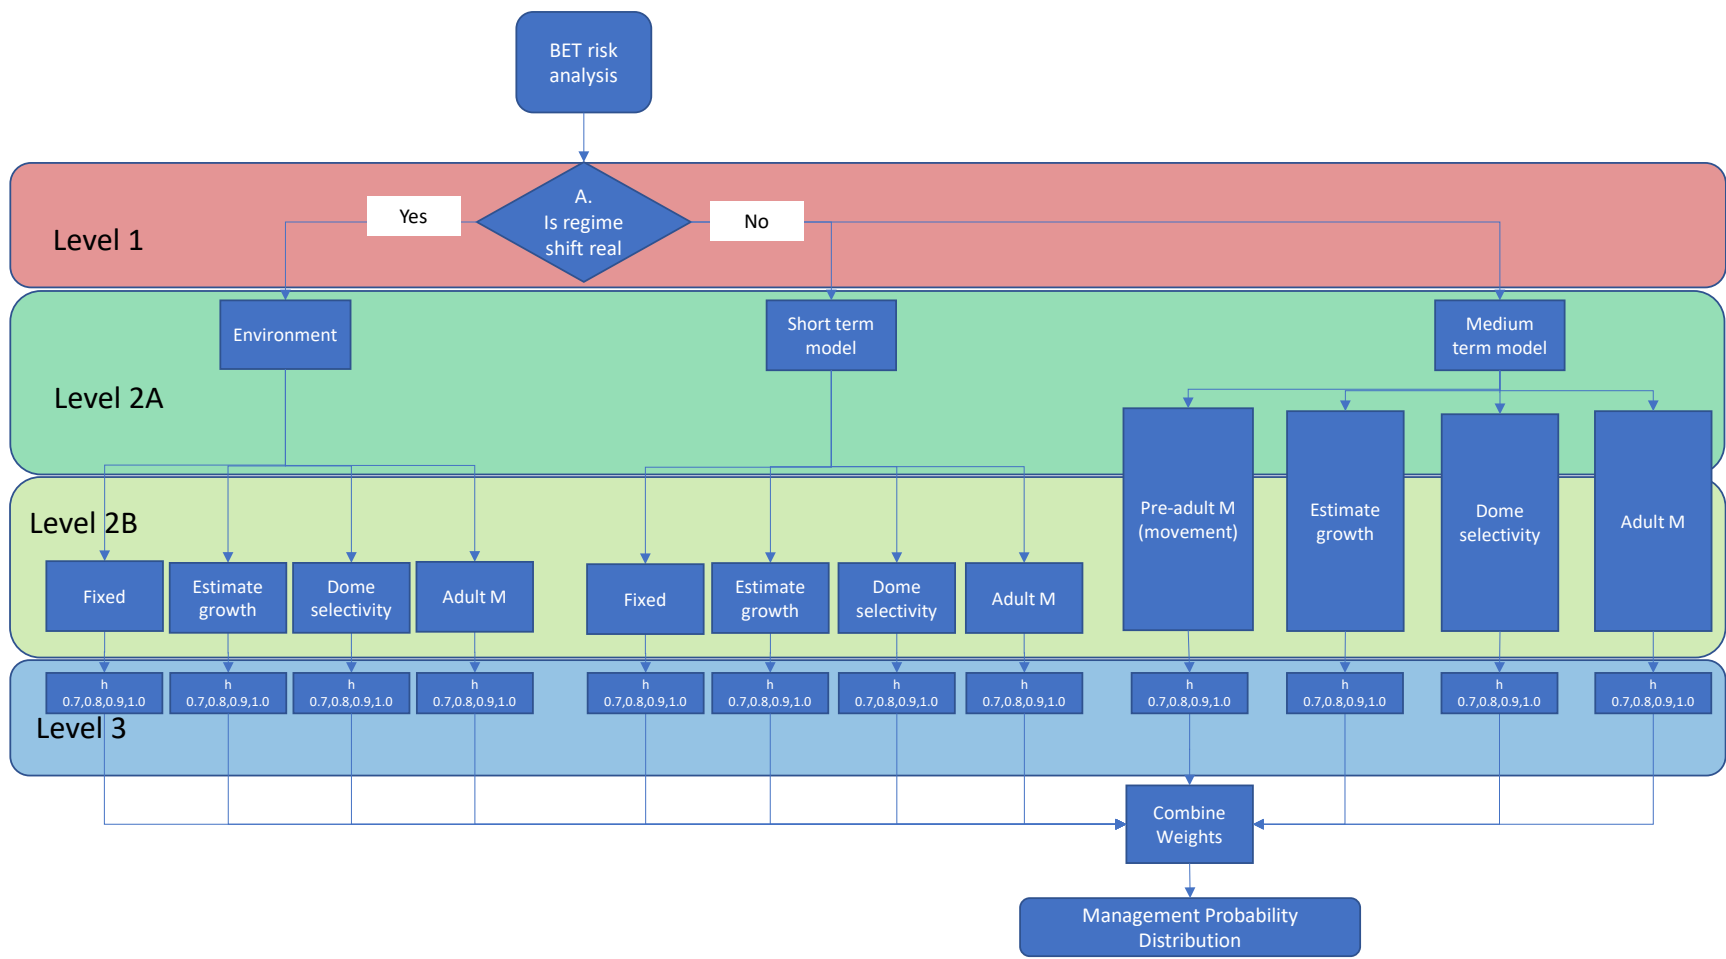 BET risk
analysis
Level 1
Yes
A.
Is regime
shift real
No
Level 2A
Environment
Short term
model
Medium
term model
Level 2B
Fixed
Estimate
growth
Dome
selectivity
Adult M
Fixed
Estimate
growth
Dome
selectivity
Adult M
Pre-adult M
(movement)
Estimate
growth
Dome
selectivity
Adult M
Level 3
h
0.7,0.8,0.9,1.0
h
0.7,0.8,0.9,1.0
h
0.7,0.8,0.9,1.0
h
0.7,0.8,0.9,1.0
h
0.7,0.8,0.9,1.0
h
0.7,0.8,0.9,1.0
h
0.7,0.8,0.9,1.0
h
0.7,0.8,0.9,1.0
h
0.7,0.8,0.9,1.0
h
0.7,0.8,0.9,1.0
h
0.7,0.8,0.9,1.0
h
0.7,0.8,0.9,1.0
Combine
Weights
Management Probability
Distribution